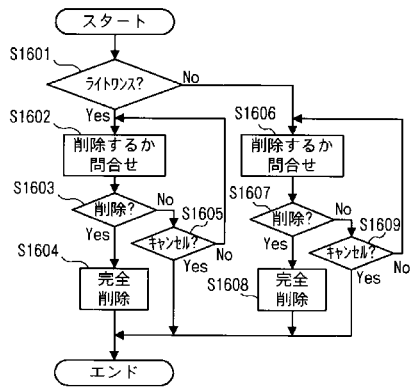 スタート
S1601
ライトワンス?
No
Yes
S1602
削除するか
問合せ
S1606
削除するか
問合せ
S1603
削除?
No
S1605
Yes
キャンセル?
No
Yes
S1607
削除?
No
S1609
Yes
キャンセル?
No
Yes
S1604
完全
削除
S1608
完全
削除
エンド